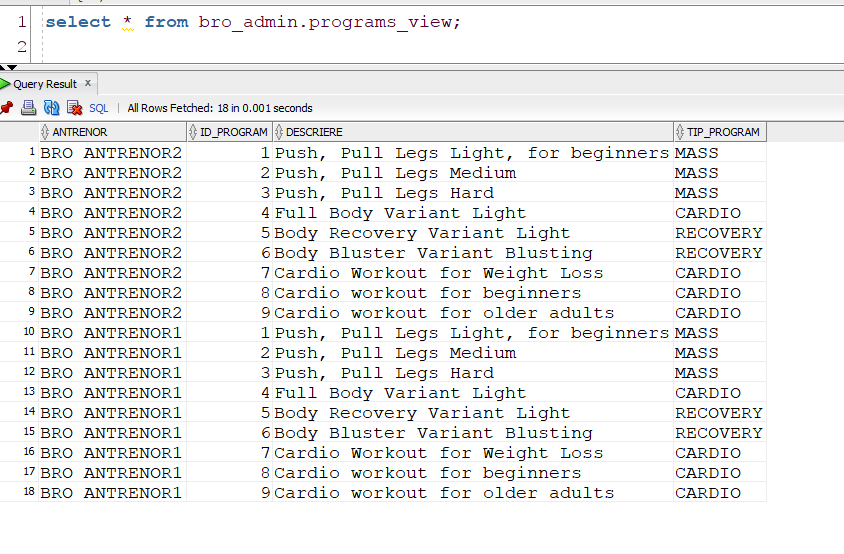 1 select * from bro_admin.programs_view;
2
Query Result x
SQL | All Rows Fetched: 18 in 0.001 seconds
ANTRENOR ID_PROGRAM DESCRIERE TIP_PROGRAM
1 BRO ANTRENOR2 1 Push, Pull Legs Light, for beginners MASS
2 BRO ANTRENOR2 2 Push, Pull Legs Medium MASS
3 BRO ANTRENOR2 3 Push, Pull Legs Hard MASS
4 BRO ANTRENOR2 4 Full Body Variant Light CARDIO
5 BRO ANTRENOR2 5 Body Recovery Variant Light RECOVERY
6 BRO ANTRENOR2 6 Body Bluster Variant Blusting RECOVERY
7 BRO ANTRENOR2 7 Cardio Workout for Weight Loss CARDIO
8 BRO ANTRENOR2 8 Cardio workout for beginners CARDIO
9 BRO ANTRENOR2 9 Cardio workout for older adults CARDIO
10 BRO ANTRENOR1 1 Push, Pull Legs Light, for beginners MASS
11 BRO ANTRENOR1 2 Push, Pull Legs Medium MASS
12 BRO ANTRENOR1 3 Push, Pull Legs Hard MASS
13 BRO ANTRENOR1 4 Full Body Variant Light CARDIO
14 BRO ANTRENOR1 5 Body Recovery Variant Light RECOVERY
15 BRO ANTRENOR1 6 Body Bluster Variant Blusting RECOVERY
16 BRO ANTRENOR1 7 Cardio Workout for Weight Loss CARDIO
17 BRO ANTRENOR1 8 Cardio workout for beginners CARDIO
18 BRO ANTRENOR1 9 Cardio workout for older adults CARDIO